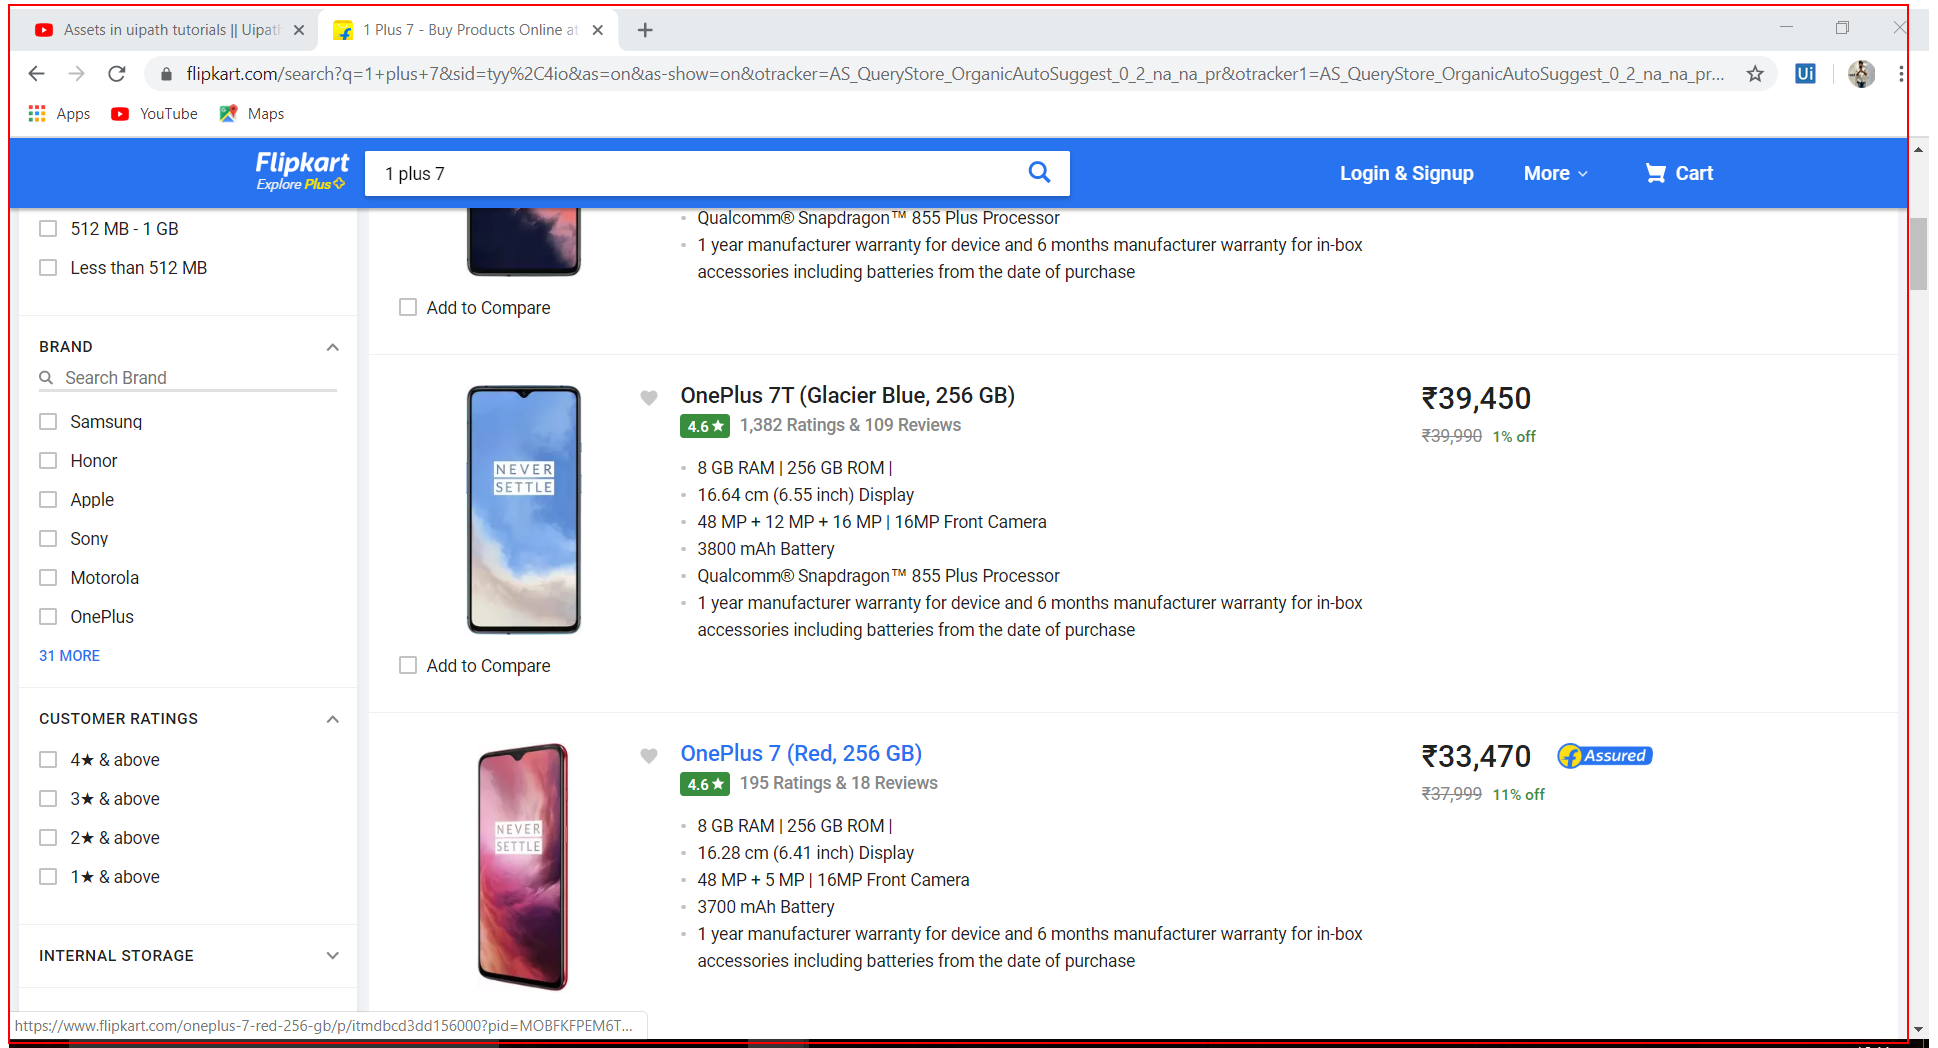 Assets in uipath tutorials || Uipath
1 Plus 7 - Buy Products Online at
flipkart.com/search?q=1+plus+7&sid=tyy%2C4io&as=on&as-show=on&otracker=AS_QueryStore_OrganicAutoSuggest_0_2_na_na_pr&otracker1=AS_QueryStore_OrganicAutoSuggest_0_2_na_na_pr...
Ui
Apps YouTube Maps
Flipkart
Explore Plus
1 plus 7
Login & Signup More Cart
512 MB - 1 GB
Less than 512 MB
BRAND
Search Brand
Samsung
Honor
Apple
Sony
Motorola
OnePlus
31 MORE
CUSTOMER RATINGS
4★ & above
3★ & above
2★ & above
1★ & above
INTERNAL STORAGE
Qualcomm® Snapdragon™ 855 Plus Processor
1 year manufacturer warranty for device and 6 months manufacturer warranty for in-box
accessories including batteries from the date of purchase
Add to Compare
NEVER
SETTLE
OnePlus 7T (Glacier Blue, 256 GB)
4.6★ 1,382 Ratings & 109 Reviews
8 GB RAM | 256 GB ROM |
16.64 cm (6.55 inch) Display
48 MP + 12 MP + 16 MP | 16MP Front Camera
3800 mAh Battery
Qualcomm® Snapdragon™ 855 Plus Processor
1 year manufacturer warranty for device and 6 months manufacturer warranty for in-box
accessories including batteries from the date of purchase
₹39,450
₹39,990 1% off
Add to Compare
NEVER
SETTLE
OnePlus 7 (Red, 256 GB)
4.6★ 195 Ratings & 18 Reviews
8 GB RAM | 256 GB ROM |
16.28 cm (6.41 inch) Display
48 MP + 5 MP | 16MP Front Camera
3700 mAh Battery
1 year manufacturer warranty for device and 6 months manufacturer warranty for in-box
accessories including batteries from the date of purchase
₹33,470 Assured
₹37,999 11% off
https://www.flipkart.com/oneplus-7-red-256-gb/p/itmdbcd3dd156000?pid=MOBFKFPEM6T...